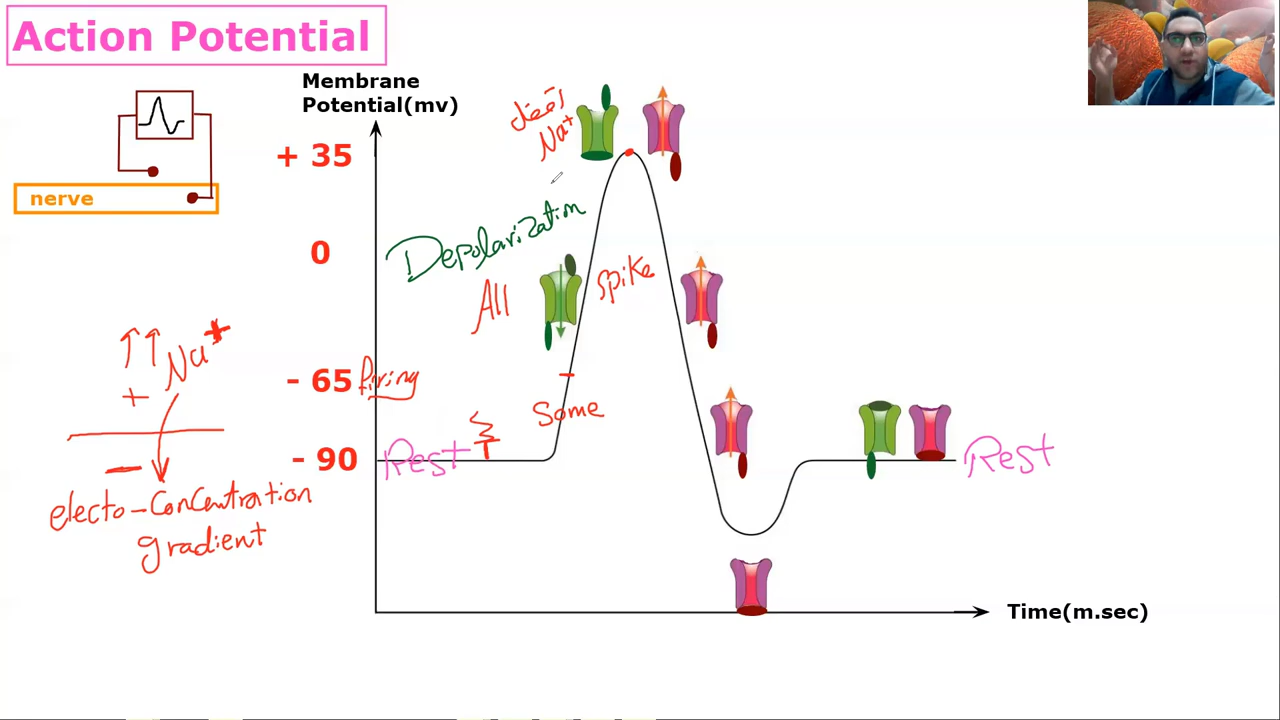 Action Potential
Membrane
Potential(mv)
Na+
+ 35
nerve
Depolarization
0
Spike
All
↑↑ Na+
+
- 65 firing
Some
- 90
Rest
Rest
electo-concentration
gradient
Time(m.sec)